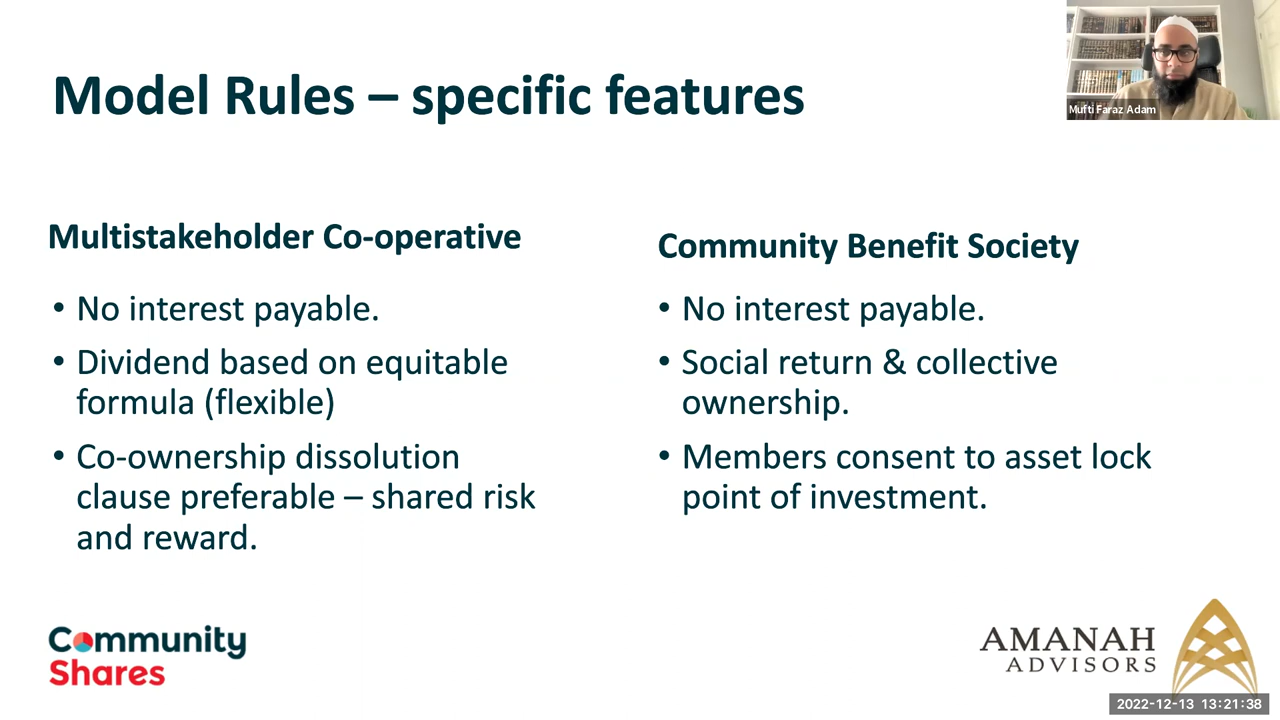 Model Rules – specific features
Mufti Faraz Adam
Multistakeholder Co-operative
• No interest payable.
• Dividend based on equitable
formula (flexible)
• Co-ownership dissolution
clause preferable – shared risk
and reward.
Community Benefit Society
• No interest payable.
• Social return & collective
ownership.
• Members consent to asset lock
point of investment.
Community
Shares
AMANAH
ADVISORS
2022-12-13 13:21:38